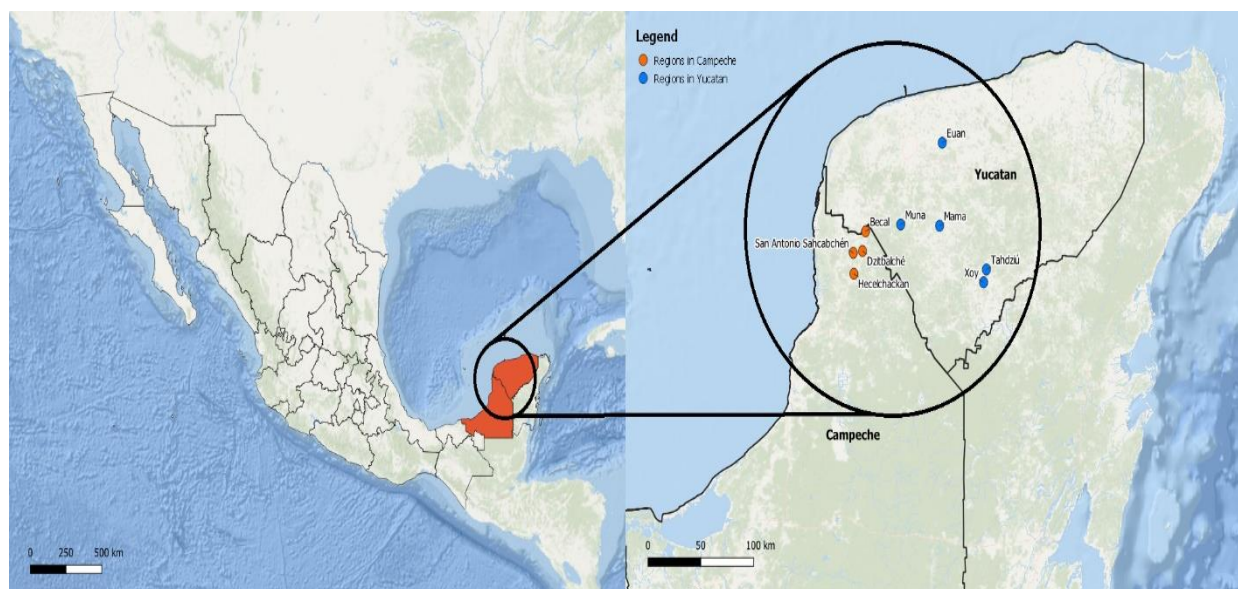 Legend
Regions in Campeche
Regions in Yucatan
Euan
Yucatan
Becal
Muna
Mama
San Antonio Sahcabchén
Dzitbalché
Hecelchackan
Tahdziú
Xoy
Campeche
0 250 500 km
0 50 100 km